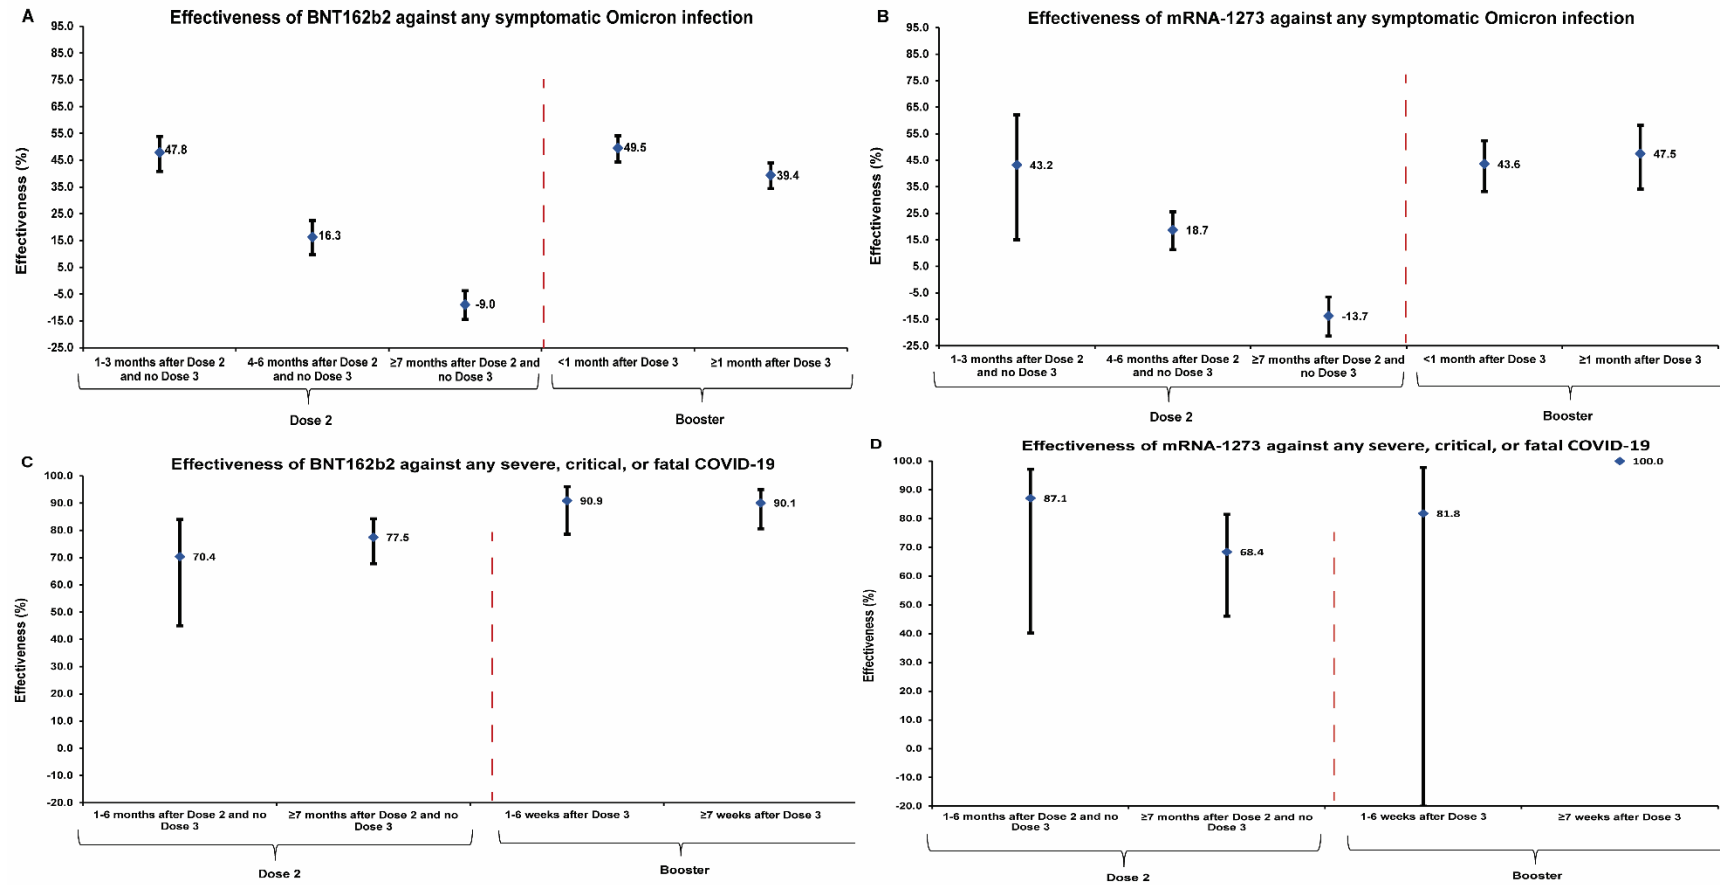 A
Effectiveness of BNT162b2 against any symptomatic Omicron infection
Effectiveness (%)
95.0
85.0
75.0
65.0
55.0
45.0
35.0
25.0
15.0
5.0
-5.0
-15.0
-25.0
47.8
16.3
-9.0
49.5
39.4
1-3 months after Dose 2
and no Dose 3
4-6 months after Dose 2
and no Dose 3
≥7 months after Dose 2 and
no Dose 3
<1 month after Dose 3
≥1 month after Dose 3
Dose 2
Booster
B
Effectiveness of mRNA-1273 against any symptomatic Omicron infection
Effectiveness (%)
95.0
85.0
75.0
65.0
55.0
45.0
35.0
25.0
15.0
5.0
-5.0
-15.0
-25.0
43.2
18.7
-13.7
43.6
47.5
1-3 months after Dose 2
and no Dose 3
4-6 months after Dose 2
and no Dose 3
≥7 months after Dose 2 and
no Dose 3
<1 month after Dose 3
≥1 month after Dose 3
Dose 2
Booster
C
Effectiveness of BNT162b2 against any severe, critical, or fatal COVID-19
Effectiveness (%)
100.0
90.0
80.0
70.0
60.0
50.0
40.0
30.0
20.0
10.0
0.0
-10.0
-20.0
70.4
77.5
90.9
90.1
1-6 months after Dose 2 and no
Dose 3
≥7 months after Dose 2 and no
Dose 3
1-6 weeks after Dose 3
≥7 weeks after Dose 3
Dose 2
Booster
D
Effectiveness of mRNA-1273 against any severe, critical, or fatal COVID-19
Effectiveness (%)
100.0
90.0
80.0
70.0
60.0
50.0
40.0
30.0
20.0
10.0
0.0
-10.0
-20.0
87.1
68.4
81.8
100.0
1-6 months after Dose 2 and no
Dose 3
≥7 months after Dose 2 and no
Dose 3
1-6 weeks after Dose 3
≥7 weeks after Dose 3
Dose 2
Booster